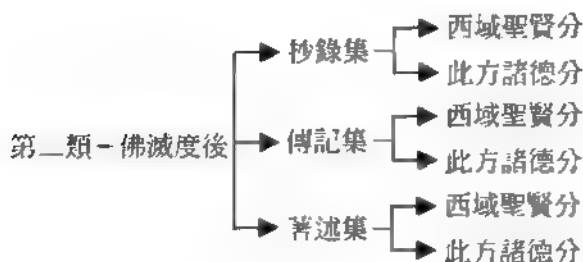 西域聖賢分
抄錄集
此方諸德分
西域聖賢分
第二類-佛滅度後
傳記集
此方諸德分
西域聖賢分
著述集
此方諸德分